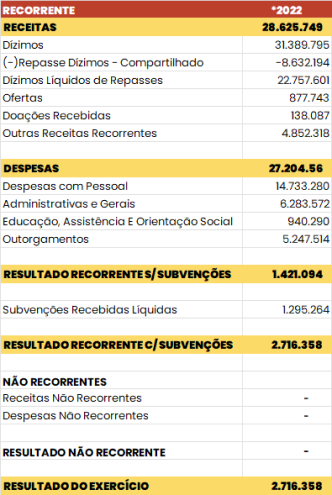 RECORRENTE *2022
RECEITAS 28.625.749
Dízimos 31.389.795
(-)Repasse Dízimos - Compartilhado -8.632.194
Dízimos Líquidos de Repasses 22.757.601
Ofertas 877.743
Doações Recebidas 138.087
Outras Receitas Recorrentes 4.852.318
DESPESAS 27.204.56
Despesas com Pessoal 14.733.280
Administrativas e Gerais 6.283.572
Educação, Assistência E Orientação Social 940.290
Outorgamentos 5.247.514
RESULTADO RECORRENTE S/SUBVENÇÕES 1.421.094
Subvenções Recebidas Líquidas 1.295.264
RESULTADO RECORRENTE C/SUBVENÇÕES 2.716.358
NÃO RECORRENTES
Receitas Não Recorrentes -
Despesas Não Recorrentes -
RESULTADO NÃO RECORRENTE -
RESULTADO DO EXERCÍCIO 2.716.358